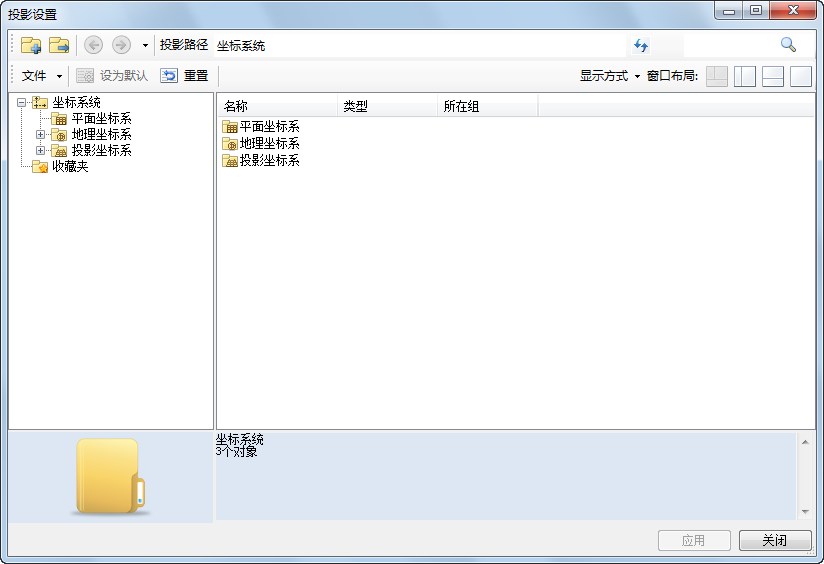 投影设置
投影路径 坐标系统
文件 设为默认 重置 显示方式 窗口布局:
坐标系统
平面坐标系
地理坐标系
投影坐标系
收藏夹
名称 类型 所在组
平面坐标系
地理坐标系
投影坐标系
坐标系统
3个对象
应用 关闭